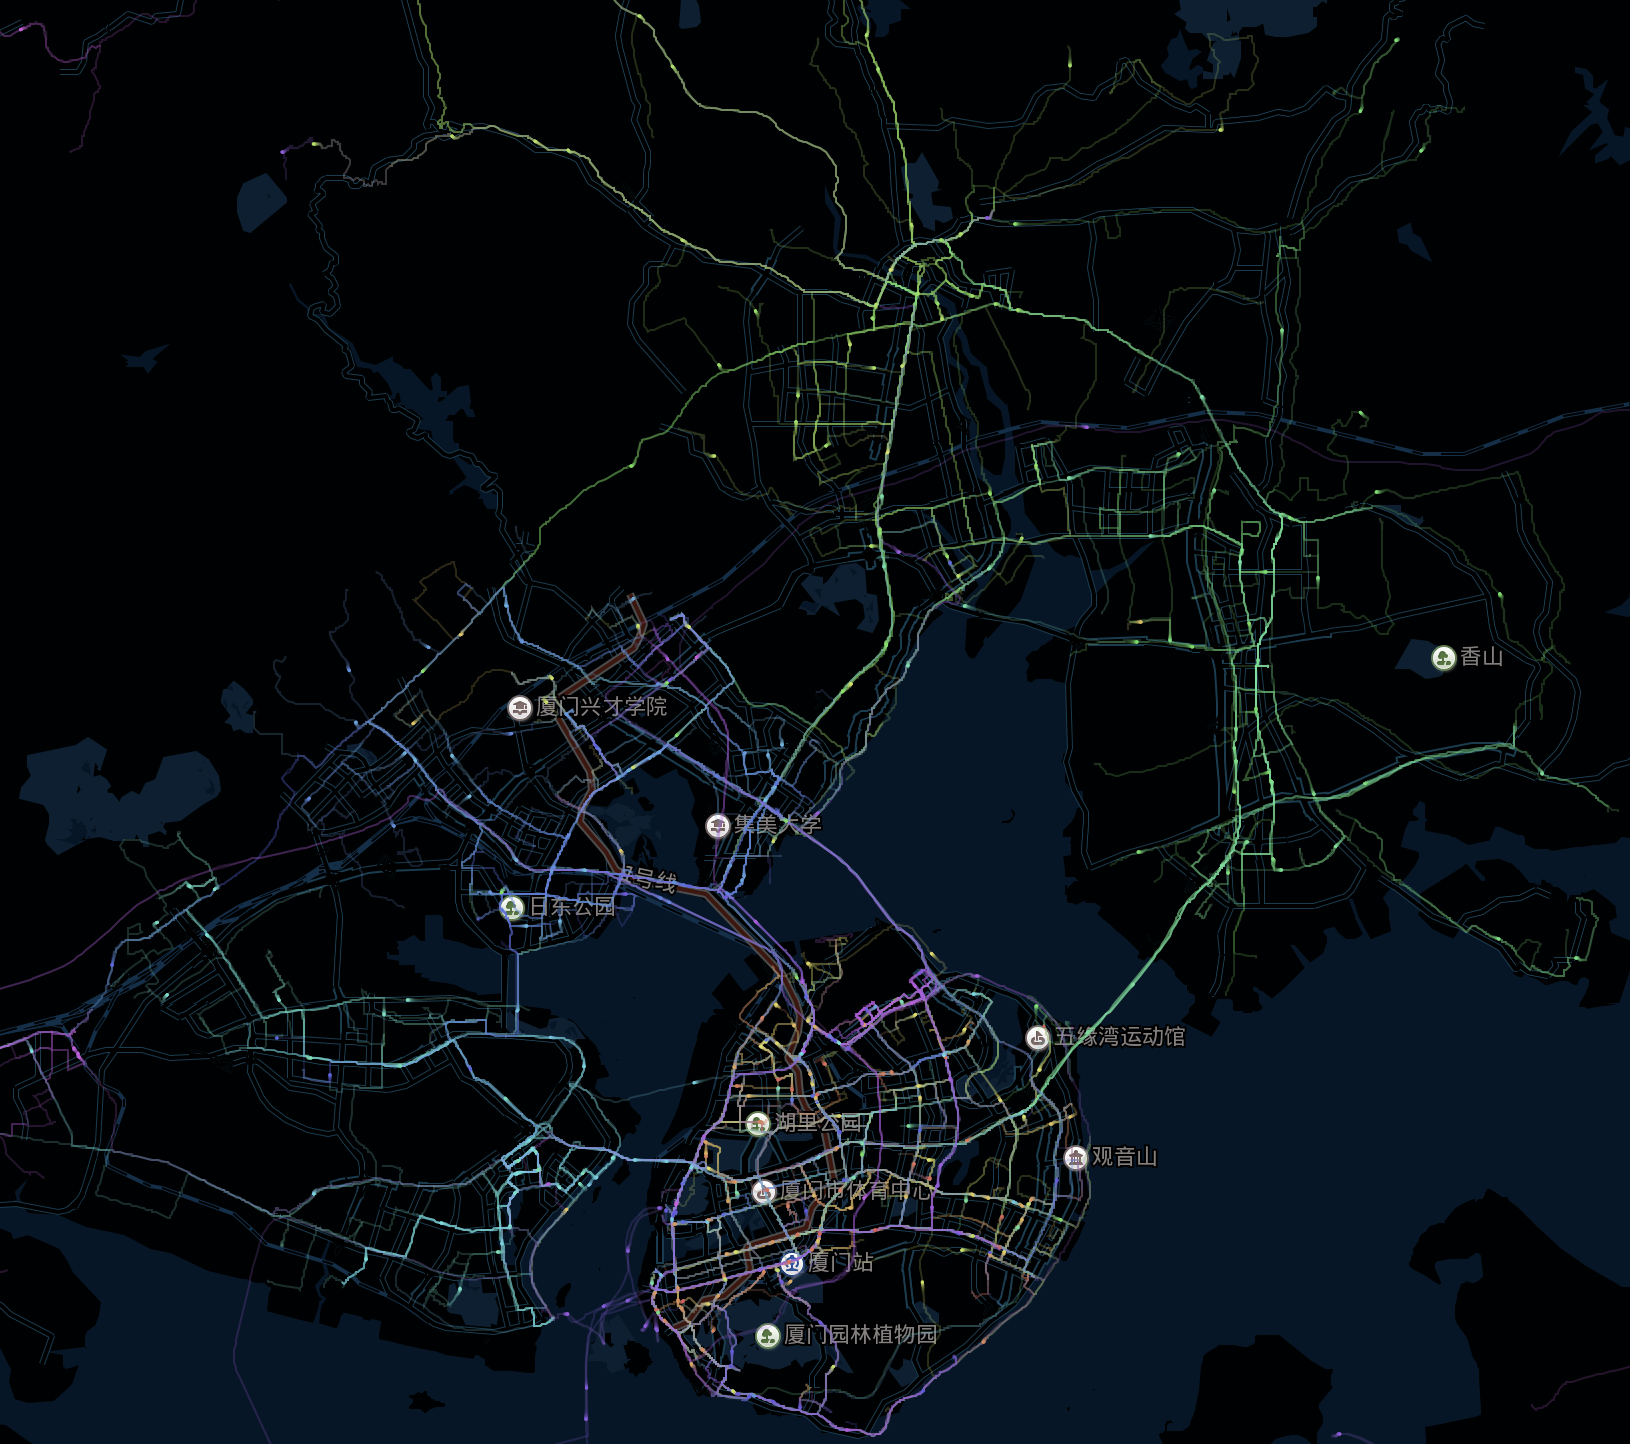 香山
厦门兴才学院
集美大学
1号线
日东公园
五缘湾运动馆
湖里公园
观音山
厦门市体育中心
厦门站
厦门园林植物园